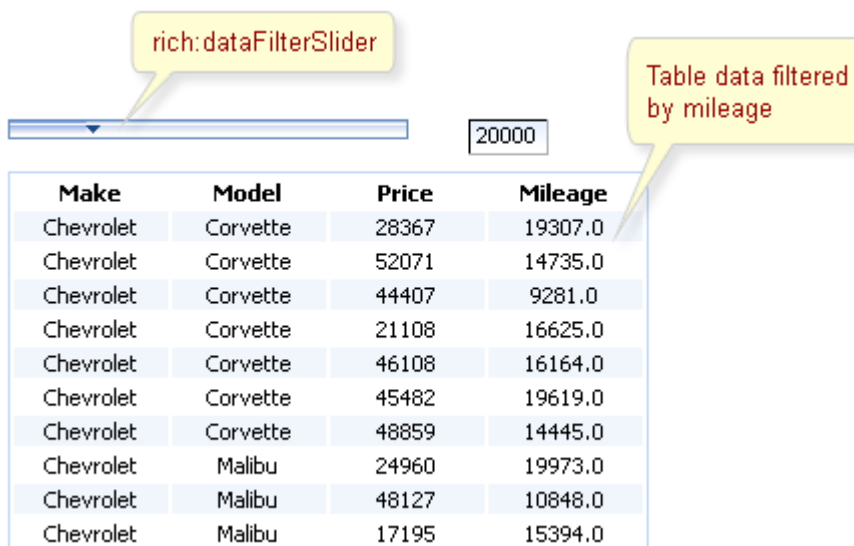 rich:dataFilterSlider
Table data filtered
by mileage
20000
Make Model Price Mileage
Chevrolet Corvette 28367 19307.0
Chevrolet Corvette 52071 14735.0
Chevrolet Corvette 44407 9281.0
Chevrolet Corvette 21108 16625.0
Chevrolet Corvette 46108 16164.0
Chevrolet Corvette 45482 19619.0
Chevrolet Corvette 48859 14445.0
Chevrolet Malibu 24960 19973.0
Chevrolet Malibu 48127 10848.0
Chevrolet Malibu 17195 15394.0